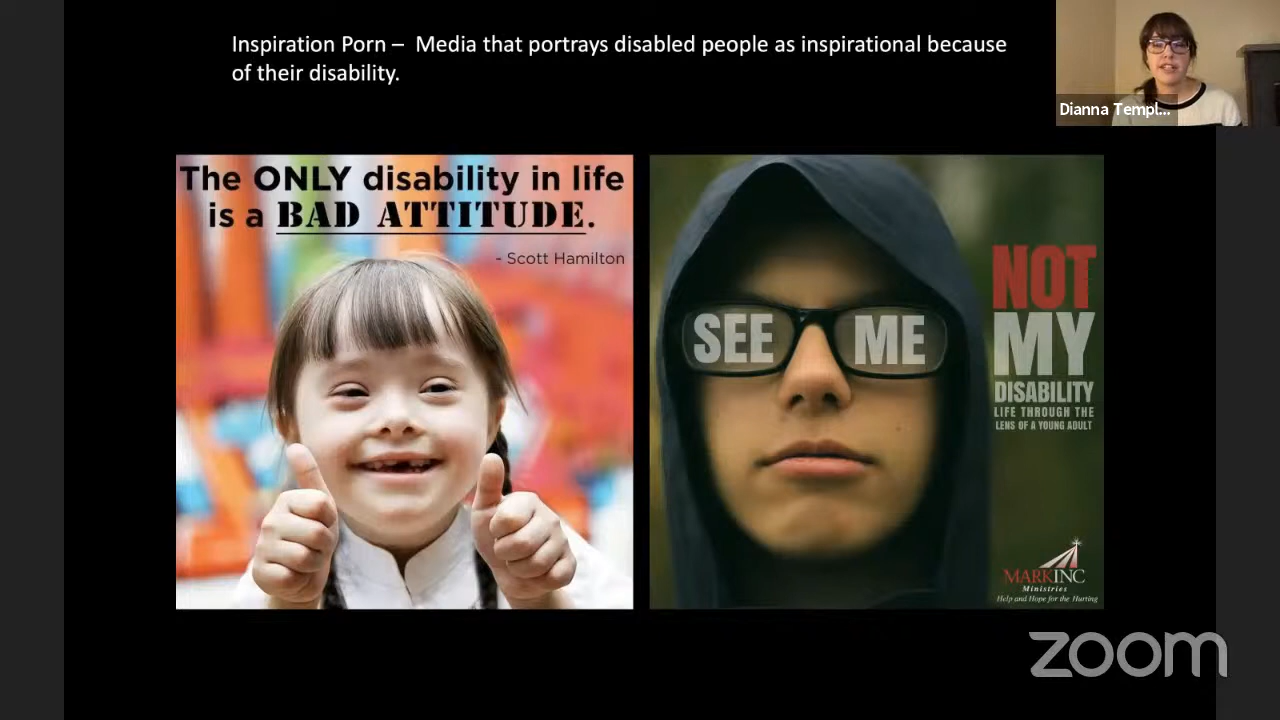 Inspiration Porn – Media that portrays disabled people as inspirational because
of their disability.
Dianna Templ...
The ONLY disability in life
is a BAD ATTITUDE.
- Scott Hamilton
SEE ME
NOT
MY
DISABILITY
LIFE THROUGH THE
LENS OF A YOUNG ADULT
MARKINC
Ministries
Help and Hope for the Hurting
zoom